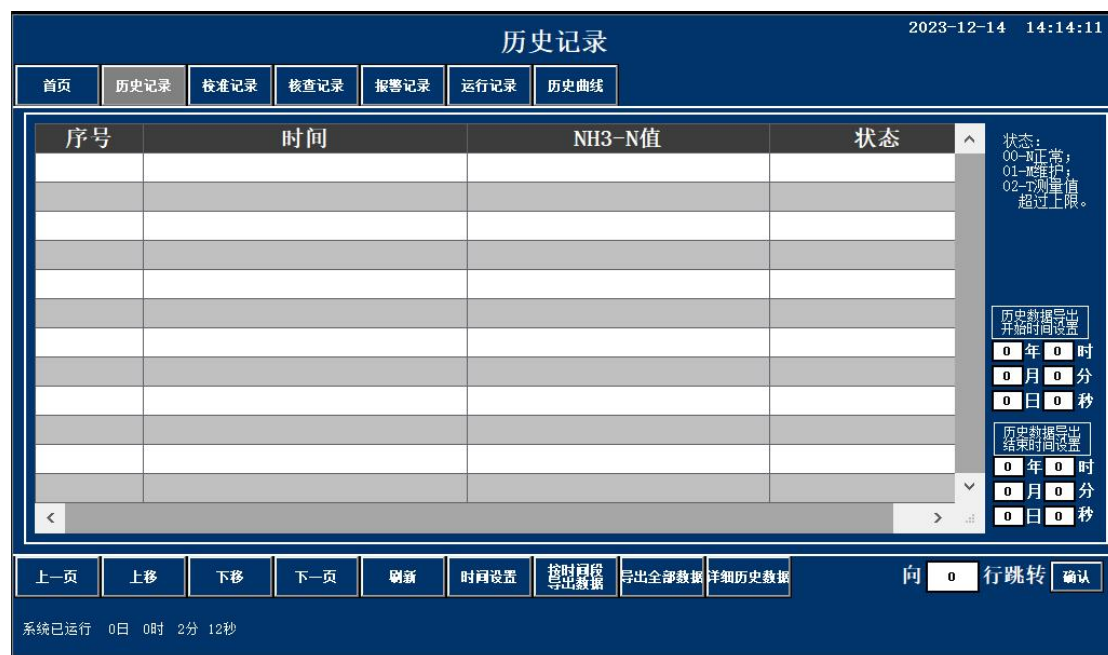 历史记录
2023-12-14 14:14:11
首页 历史记录 校准记录 核查记录 报警记录 运行记录 历史曲线
序号 时间 NH3-N值 状态
状态：
00-N正常；
01-M维护；
02-T测量值
超过上限。
历史数据导出
开始时间设置
0 年 0 时
0 月 0 分
0 日 0 秒
历史数据导出
结束时间设置
0 年 0 时
0 月 0 分
0 日 0 秒
上一页 上移 下移 下一页 刷新 时间设置 按时间段导出数据 导出全部数据 详细历史数据 向 0 行跳转 确认
系统已运行 0日 0时 2分 12秒